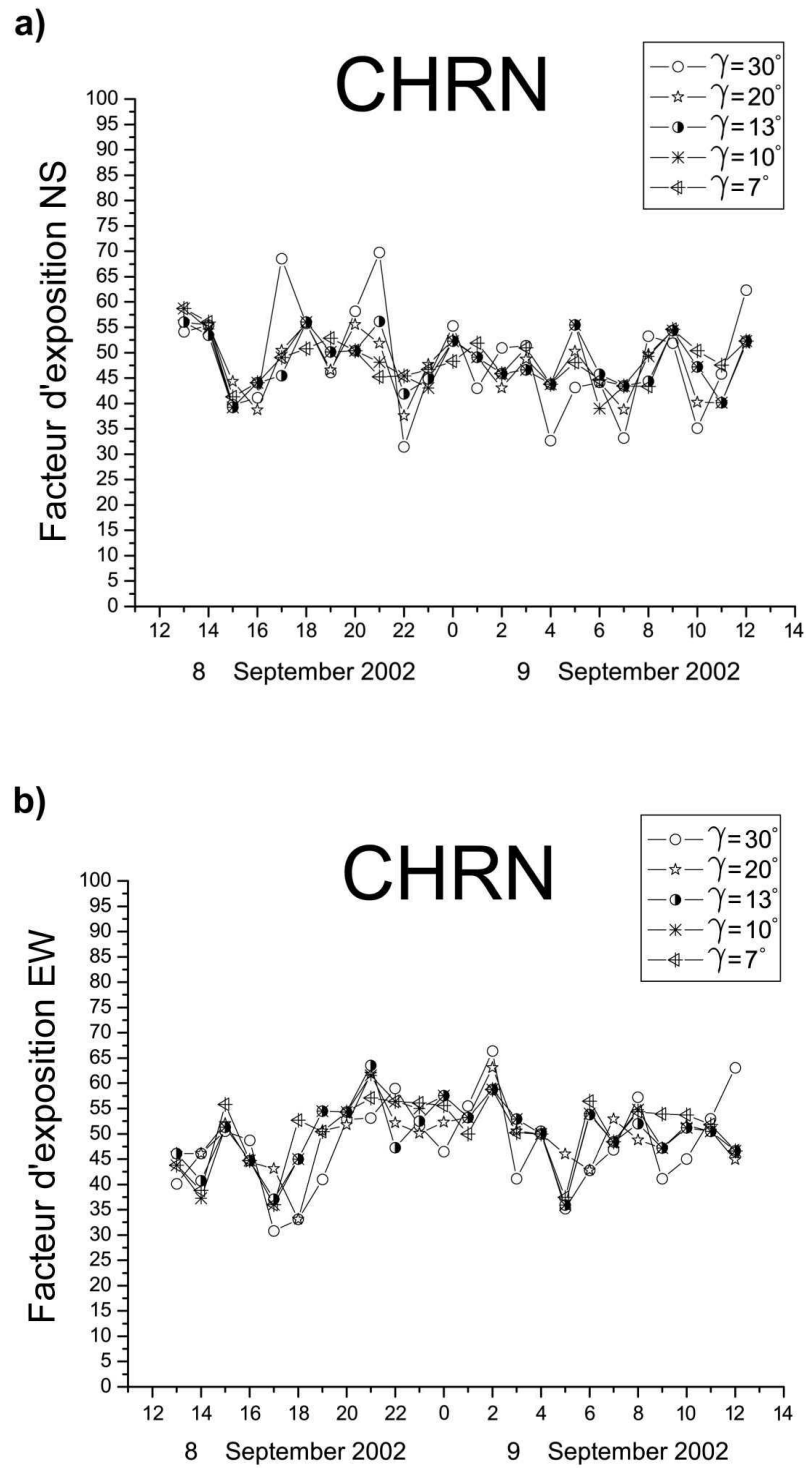 a)
CHRN
γ=30°
γ=20°
γ=13°
γ=10°
γ=7°
Facteur d'exposition NS
100
95
90
85
80
75
70
65
60
55
50
45
40
35
30
25
20
15
10
5
0
12 14 16 18 20 22 0 2 4 6 8 10 12 14
8 September 2002 9 September 2002
b)
CHRN
γ=30°
γ=20°
γ=13°
γ=10°
γ=7°
Facteur d'exposition EW
100
95
90
85
80
75
70
65
60
55
50
45
40
35
30
25
20
15
10
5
0
12 14 16 18 20 22 0 2 4 6 8 10 12 14
8 September 2002 9 September 2002